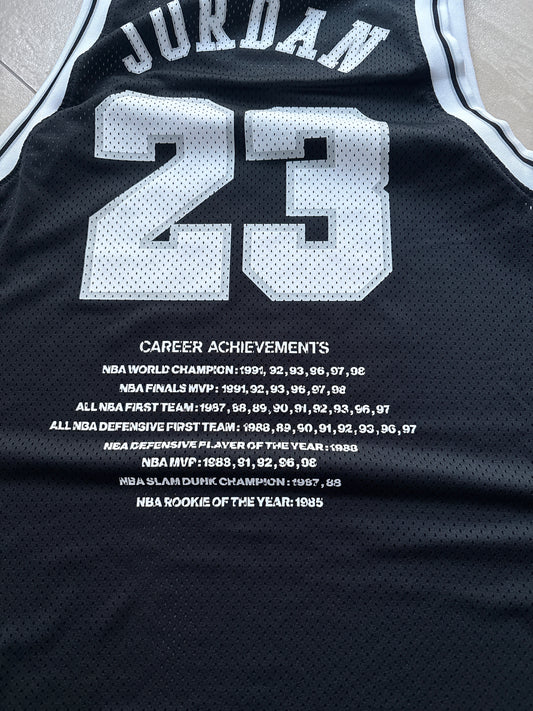 JORDAN
23
CAREER ACHIEVEMENTS
NBA WORLD CHAMPION: 1991, 92, 93, 96, 97, 98
NBA FINALS MVP: 1991, 92, 93, 96, 97, 98
ALL NBA FIRST TEAM: 1987, 88, 89, 90, 91, 92, 93, 96, 97
ALL NBA DEFENSIVE FIRST TEAM: 1988, 89, 90, 91, 92, 93, 96, 97
NBA DEFENSIVE PLAYER OF THE YEAR: 1988
NBA MVP: 1988, 91, 92, 96, 98
NBA SLAM DUNK CHAMPION: 1987, 88
NBA ROOKIE OF THE YEAR: 1985